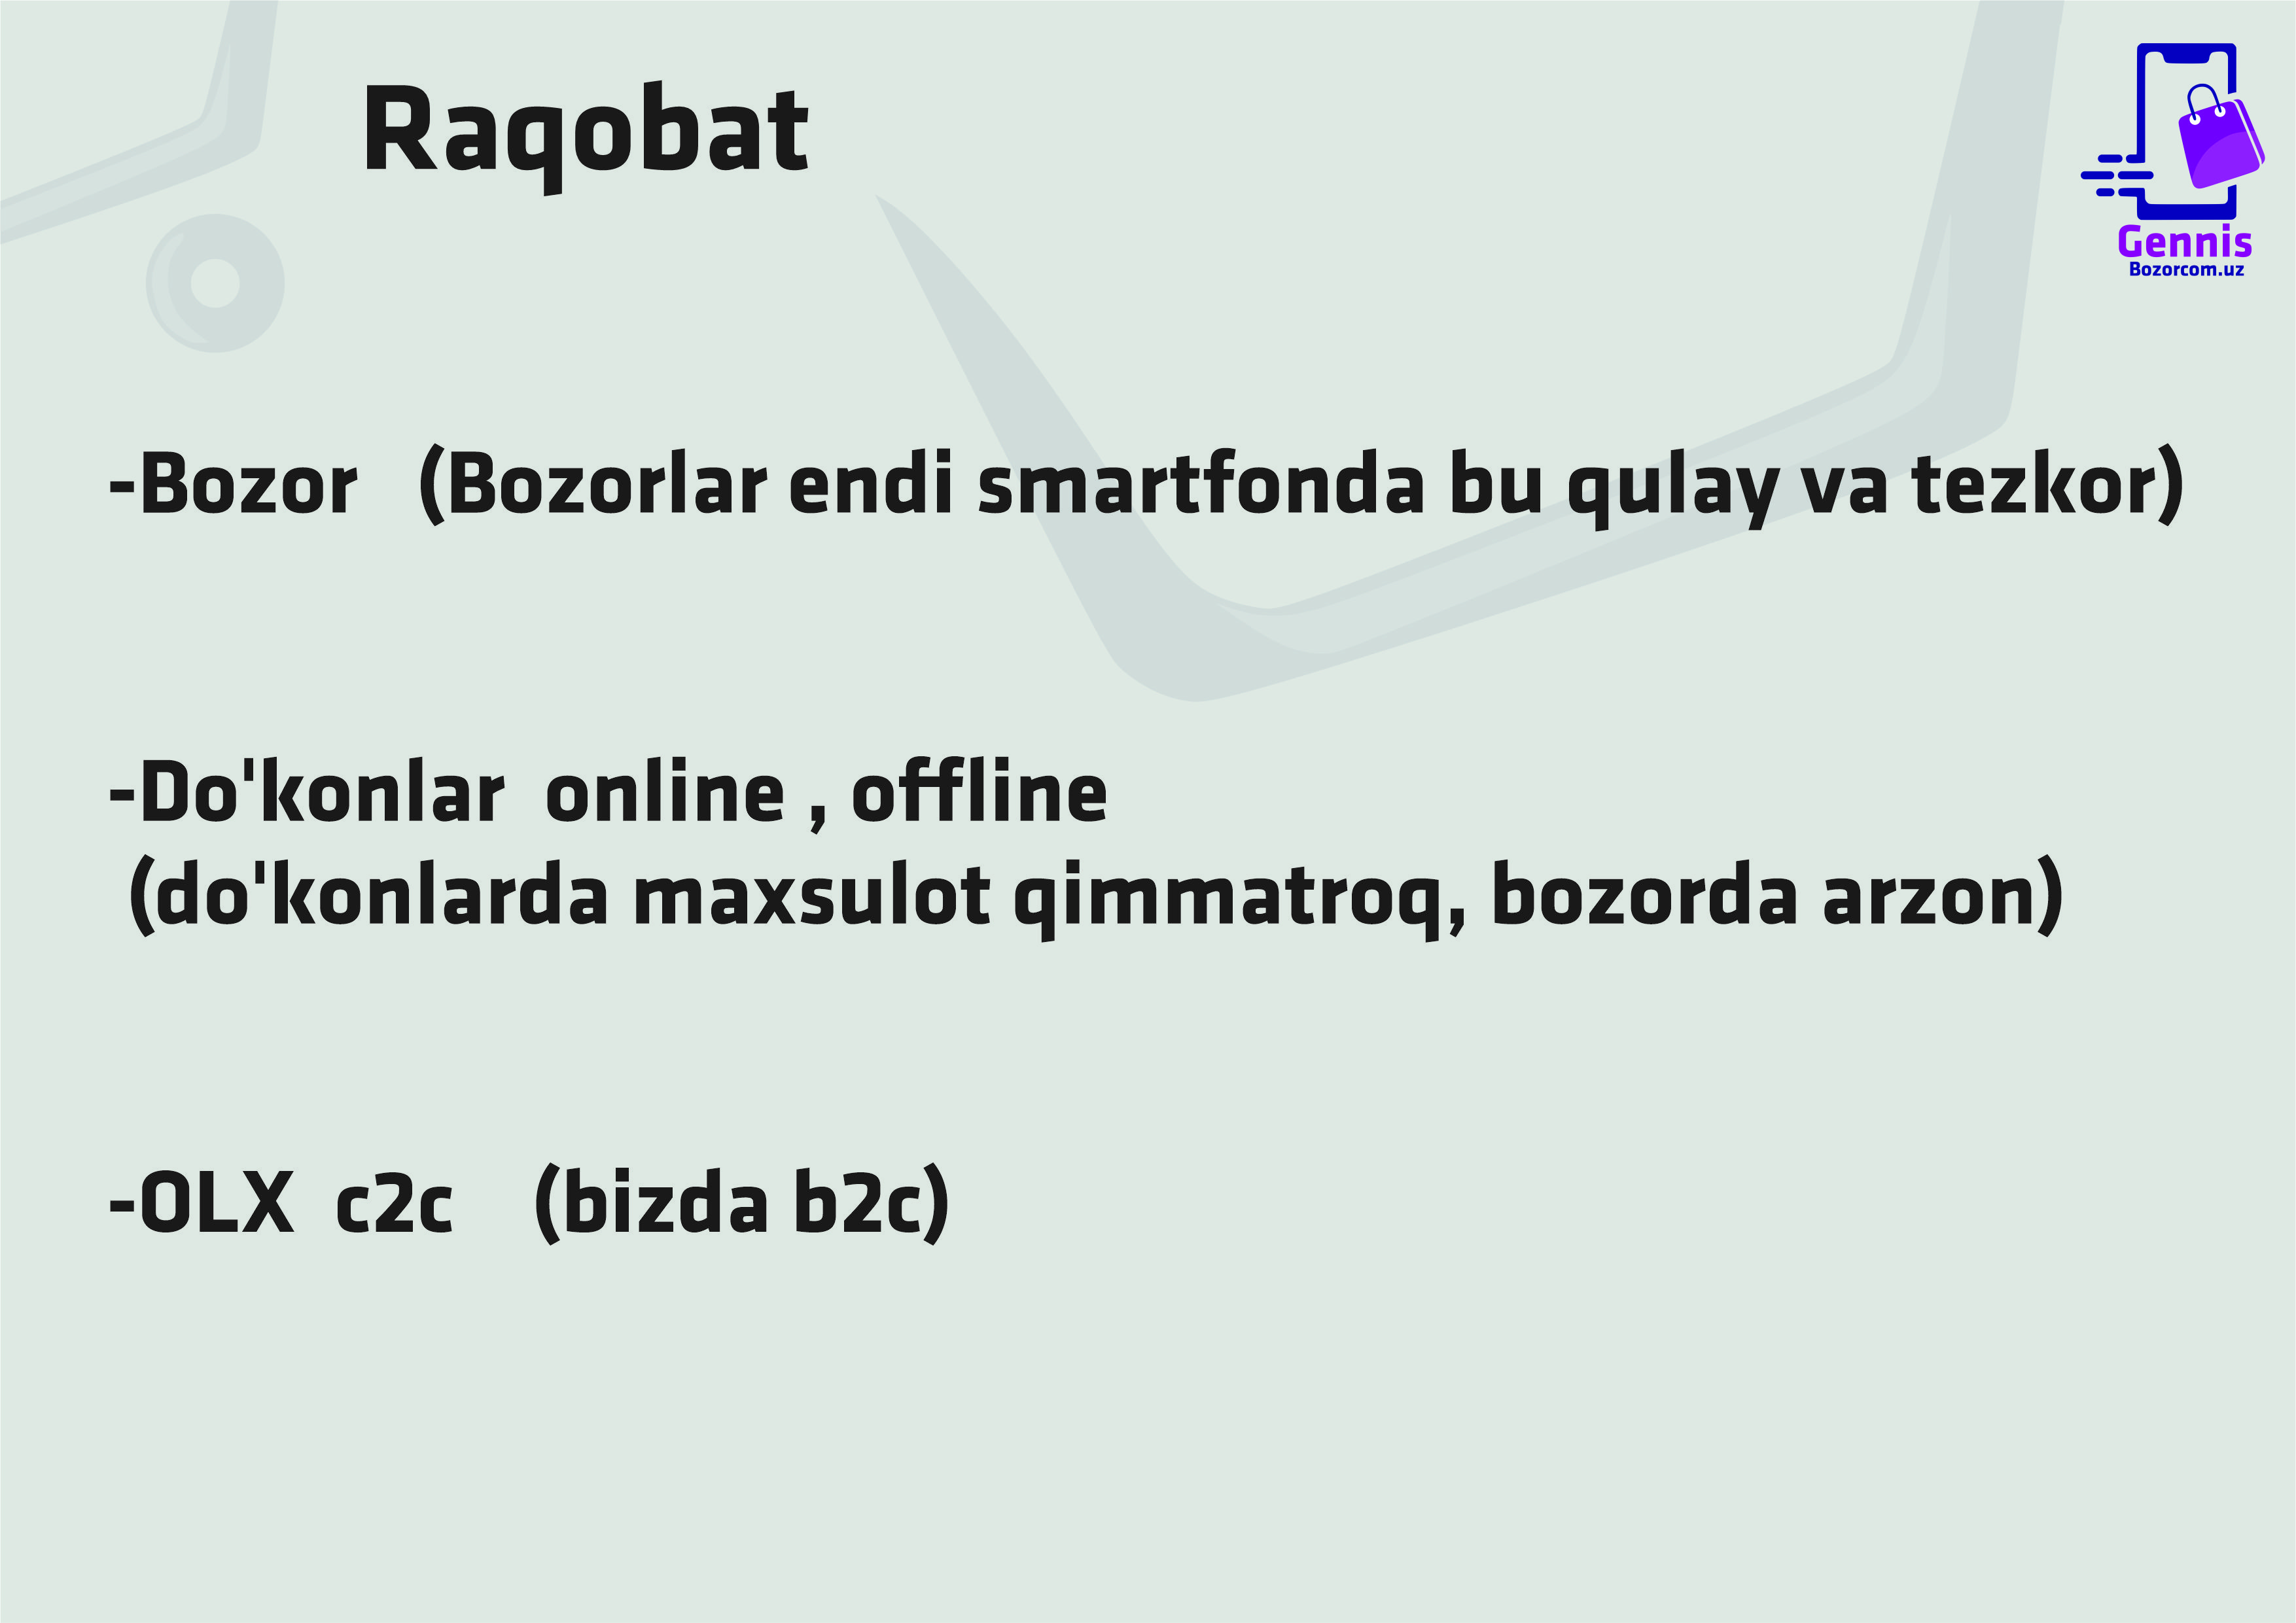 Raqobat
Gennis
Bozorcom.uz
-Bozor (Bozorlar endi smartfonda bu qulay va tezkor)
-Do'konlar online , offline
(do'konlarda maxsulot qimmatroq, bozorda arzon)
-OLX c2c (bizda b2c)